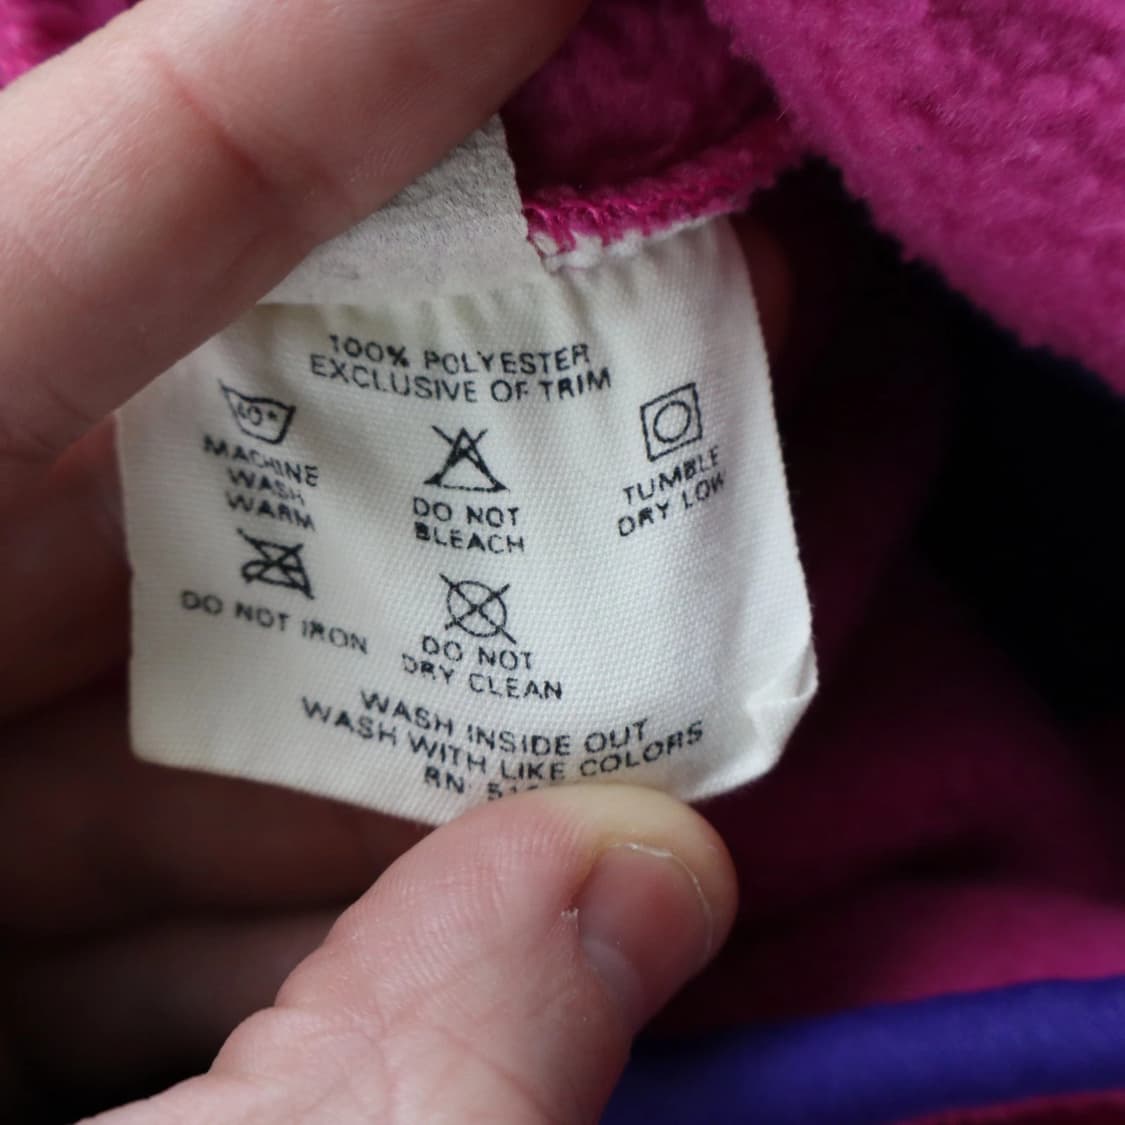 100% POLYESTER
EXCLUSIVE OF TRIM
40°
MACHINE
WASH
WARM
DO NOT
BLEACH
TUMBLE
DRY LOW
DO NOT IRON
DO NOT
DRY CLEAN
WASH INSIDE OUT
WASH WITH LIKE COLORS
RN: